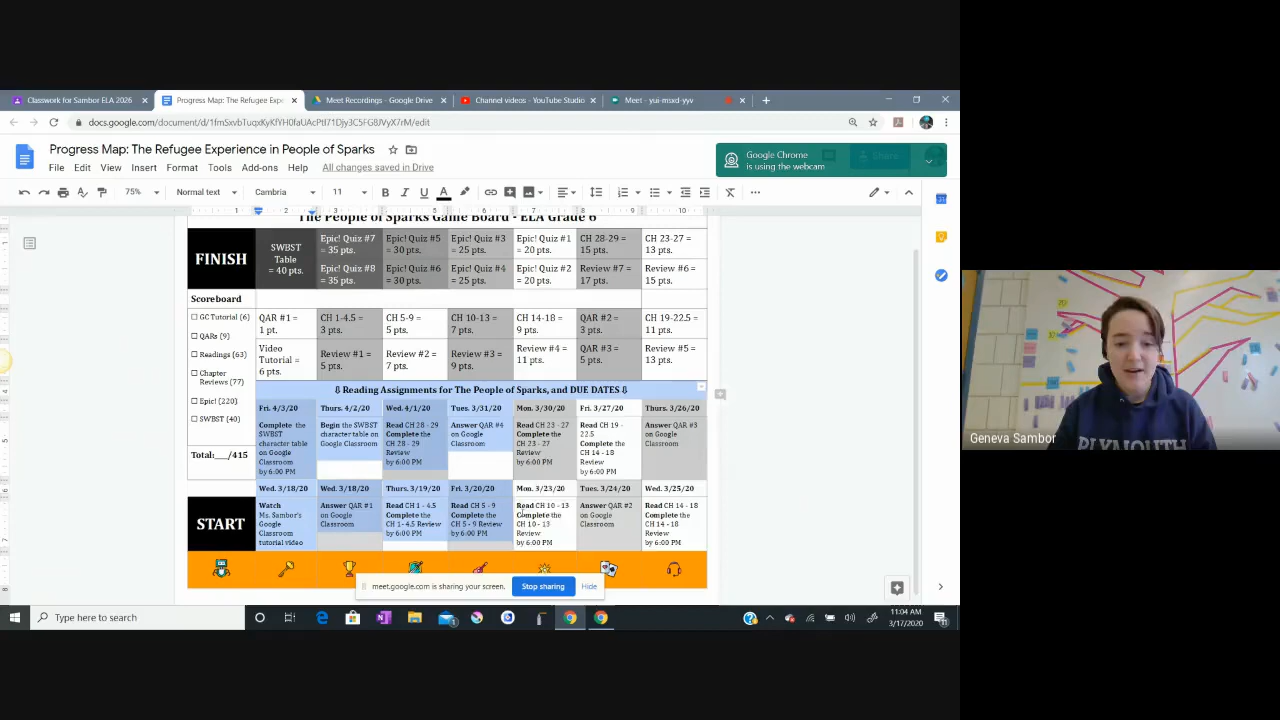 Classwork for Sambor ELA 2026
Progress Map: The Refugee Expe
Meet Recordings - Google Drive
Channel videos - YouTube Studio
Meet - yui-msxd-yyv
Progress Map: The Refugee Experience in People of Sparks
File Edit View Insert Format Tools Add-ons Help All changes saved in Drive
Google Chrome
is using the webcam
Share
75% Normal text Cambria 11
The People of Sparks Game Board - ELA Grade 6
FINISH
SWBST
Table
= 40 pts.
Epic! Quiz #7
= 35 pts.
Epic! Quiz #5
= 30 pts.
Epic! Quiz #3
= 25 pts.
Epic! Quiz #1
= 20 pts.
CH 28-29 =
15 pts.
CH 23-27 =
13 pts.
Epic! Quiz #8
= 35 pts.
Epic! Quiz #6
= 30 pts.
Epic! Quiz #4
= 25 pts.
Epic! Quiz #2
= 20 pts.
Review #7 =
17 pts.
Review #6 =
15 pts.
Scoreboard
GC Tutorial (6)
QARs (9)
Readings (63)
Chapter
Reviews (77)
Epic! (220)
SWBST (40)
Total:___/415
QAR #1 =
1 pt.
CH 1-4.5 =
3 pts.
CH 5-9 =
5 pts.
CH 10-13 =
7 pts.
CH 14-18 =
9 pts.
QAR #2 =
3 pts.
CH 19-22.5 =
11 pts.
Video
Tutorial =
6 pts.
Review #1 =
5 pts.
Review #2 =
7 pts.
Review #3 =
9 pts.
Review #4 =
11 pts.
QAR #3 =
5 pts.
Review #5 =
13 pts.
⇩ Reading Assignments for The People of Sparks, and DUE DATES ⇩
Fri. 4/3/20
Complete the
SWBST
character table
on Google
Classroom
by 6:00 PM
Thurs. 4/2/20
Begin the SWBST
character table on
Google Classroom
Wed. 4/1/20
Read CH 28 - 29
Complete the
CH 28 - 29
Review
by 6:00 PM
Tues. 3/31/20
Answer QAR #4
on Google
Classroom
Mon. 3/30/20
Read CH 23 - 27
Complete the
CH 23 - 27
Review
by 6:00 PM
Fri. 3/27/20
Read CH 19 -
22.5
Complete the
CH 14 - 18
Review
by 6:00 PM
Thurs. 3/26/20
Answer QAR #3
on Google
Classroom
START
Wed. 3/18/20
Watch
Ms. Sambor's
Google
Classroom
tutorial video
Wed. 3/18/20
Answer QAR #1
on Google
Classroom
Thurs. 3/19/20
Read CH 1 - 4.5
Complete the
CH 1- 4.5 Review
by 6:00 PM
Fri. 3/20/20
Read CH 5 - 9
Complete the
CH 5 - 9 Review
by 6:00 PM
Mon. 3/23/20
Read CH 10 - 13
Complete the
CH 10 - 13
Review
by 6:00 PM
Tues. 3/24/20
Answer QAR #2
on Google
Classroom
Wed. 3/25/20
Read CH 14 - 18
Complete the
CH 14 - 18
Review
by 6:00 PM
meet.google.com is sharing your screen. Stop sharing Hide
Type here to search
11:04 AM
3/17/2020
Geneva Sambor
PLYMOUTH